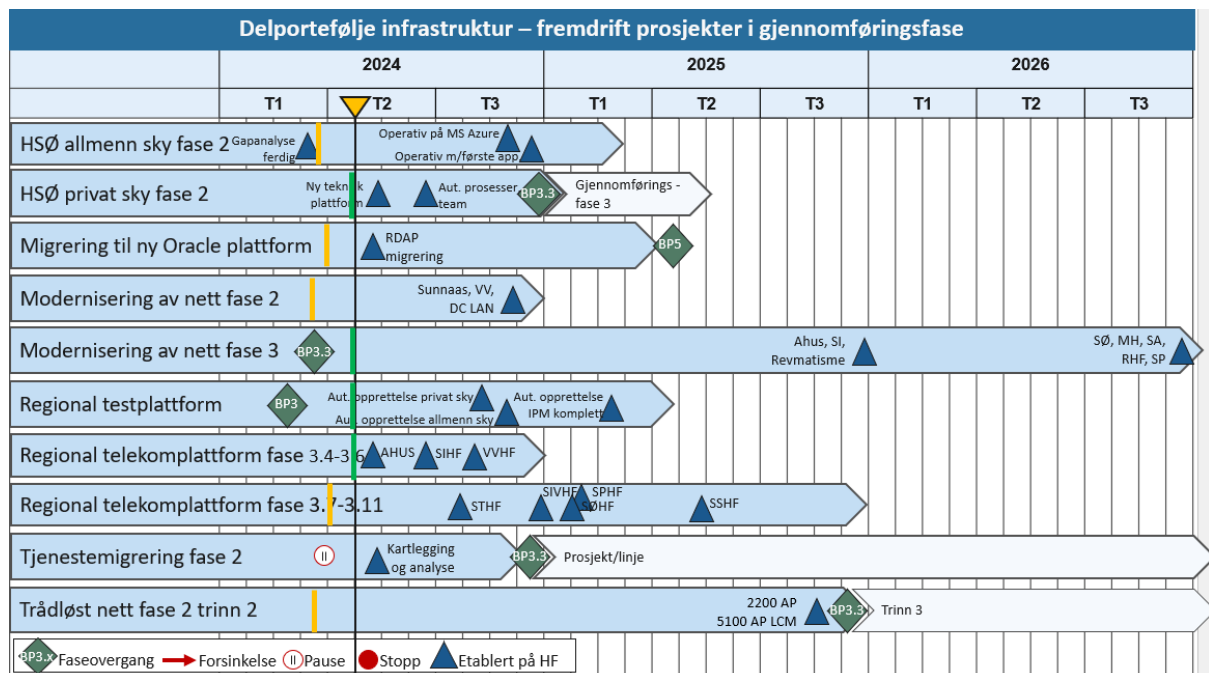 Delportefølje infrastruktur – fremdrift prosjekter i gjennomføringsfase
2024 2025 2026
T1 T2 T3 T1 T2 T3 T1 T2 T3
HSØ allmenn sky fase 2
Gapanalyse
ferdig
Operativ på MS Azure
Operativ m/første app
HSØ privat sky fase 2
Ny teknisk
plattform
Aut. prosesser
team
BP3.3
Gjennomførings -
fase 3
Migrering til ny Oracle plattform
RDAP
migrering
BP5
Modernisering av nett fase 2
Sunnaas, VV,
DC LAN
Modernisering av nett fase 3
BP3.3
Ahus, SI,
Revmatisme
SØ, MH, SA,
RHF, SP
Regional testplattform
BP3
Aut. opprettelse privat sky
Aut. opprettelse allmenn sky
Aut. opprettelse
IPM komplett
Regional telekomplattform fase 3.4-3.6
AHUS
SIHF
VVHF
Regional telekomplattform fase 3.7-3.11
STHF
SIVHF
SPHF
SØHF
SSHF
Tjenestemigrering fase 2
II
Kartlegging
og analyse
BP3.3
Prosjekt/linje
Trådløst nett fase 2 trinn 2
2200 AP
5100 AP LCM
BP3.3
Trinn 3
BP3.x Faseovergang Forsinkelse II Pause Stopp Etablert på HF